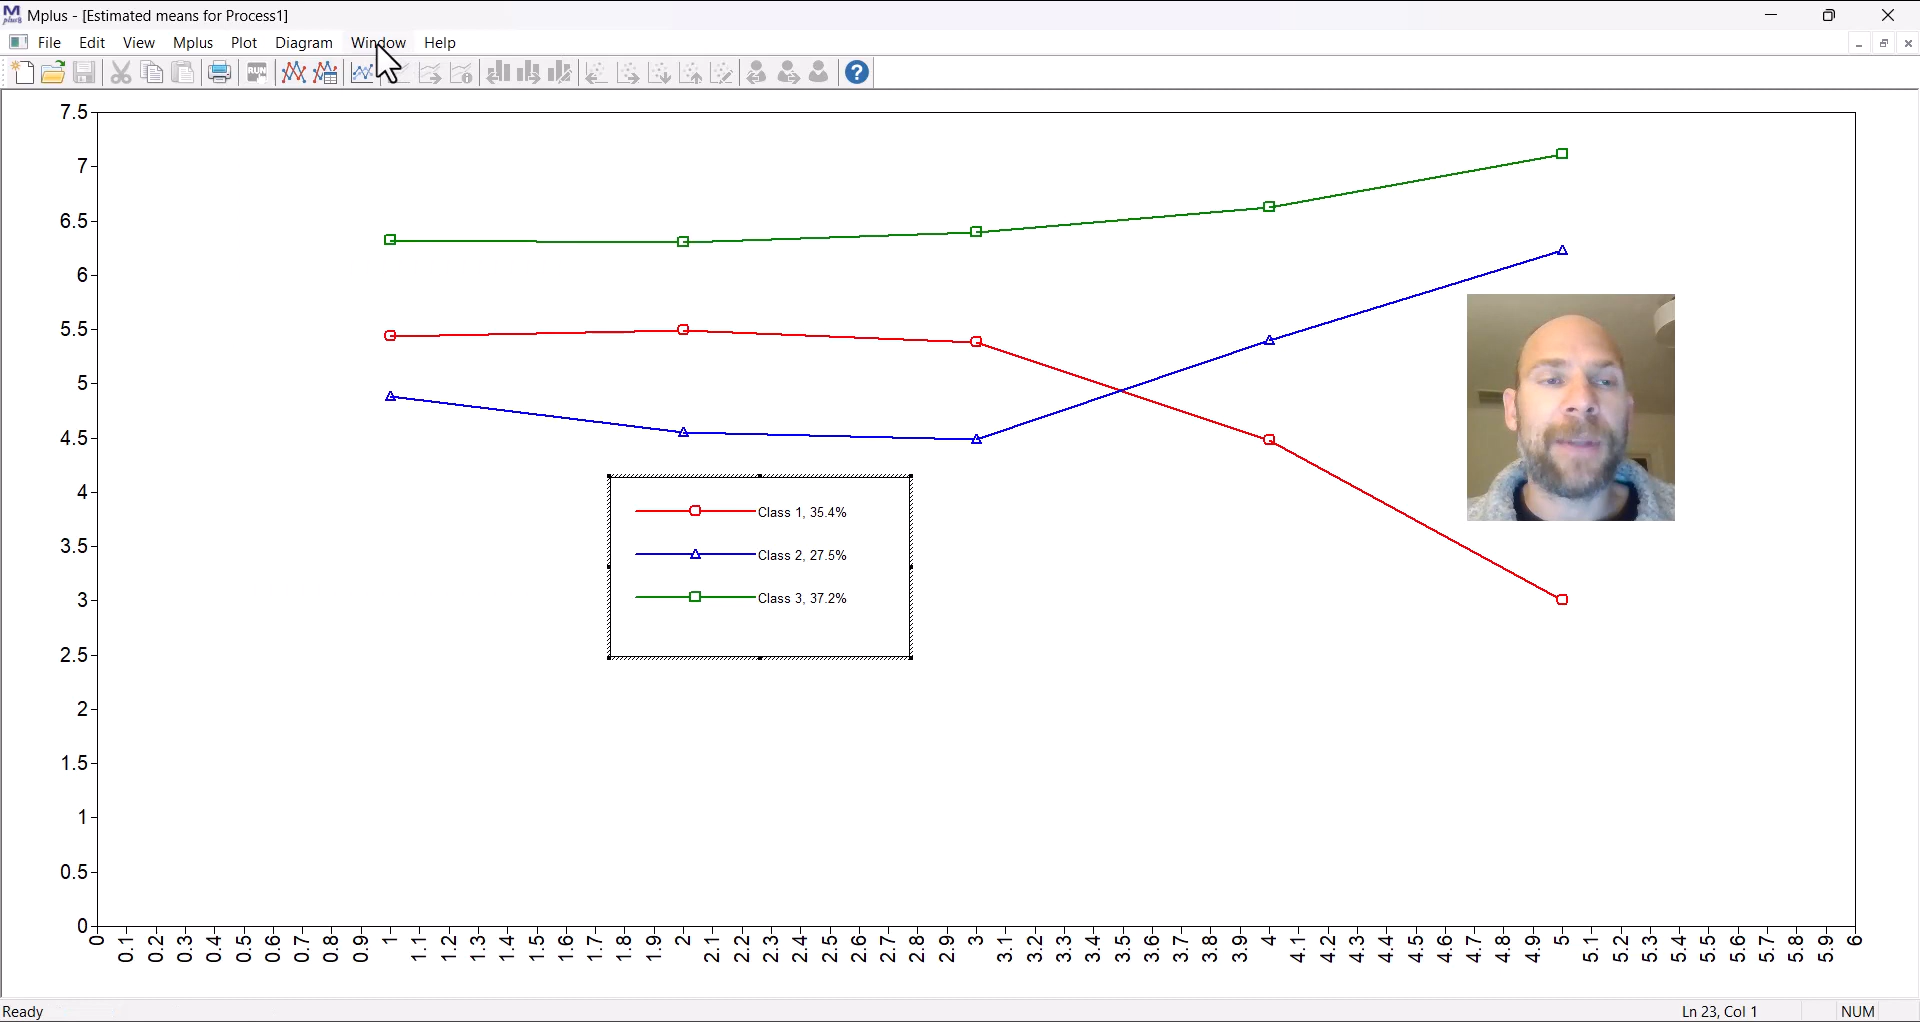 Mplus - [Estimated means for Process1]
File Edit View Mplus Plot Diagram Window Help
RUN
7.5
7
6.5
6
5.5
5
4.5
4
3.5
3
2.5
2
1.5
1
0.5
0
Class 1, 35.4%
Class 2, 27.5%
Class 3, 37.2%
0 0.1 0.2 0.3 0.4 0.5 0.6 0.7 0.8 0.9 1 1.1 1.2 1.3 1.4 1.5 1.6 1.7 1.8 1.9 2 2.1 2.2 2.3 2.4 2.5 2.6 2.7 2.8 2.9 3 3.1 3.2 3.3 3.4 3.5 3.6 3.7 3.8 3.9 4 4.1 4.2 4.3 4.4 4.5 4.6 4.7 4.8 4.9 5 5.1 5.2 5.3 5.4 5.5 5.6 5.7 5.8 5.9 6
Ready Ln 23, Col 1 NUM